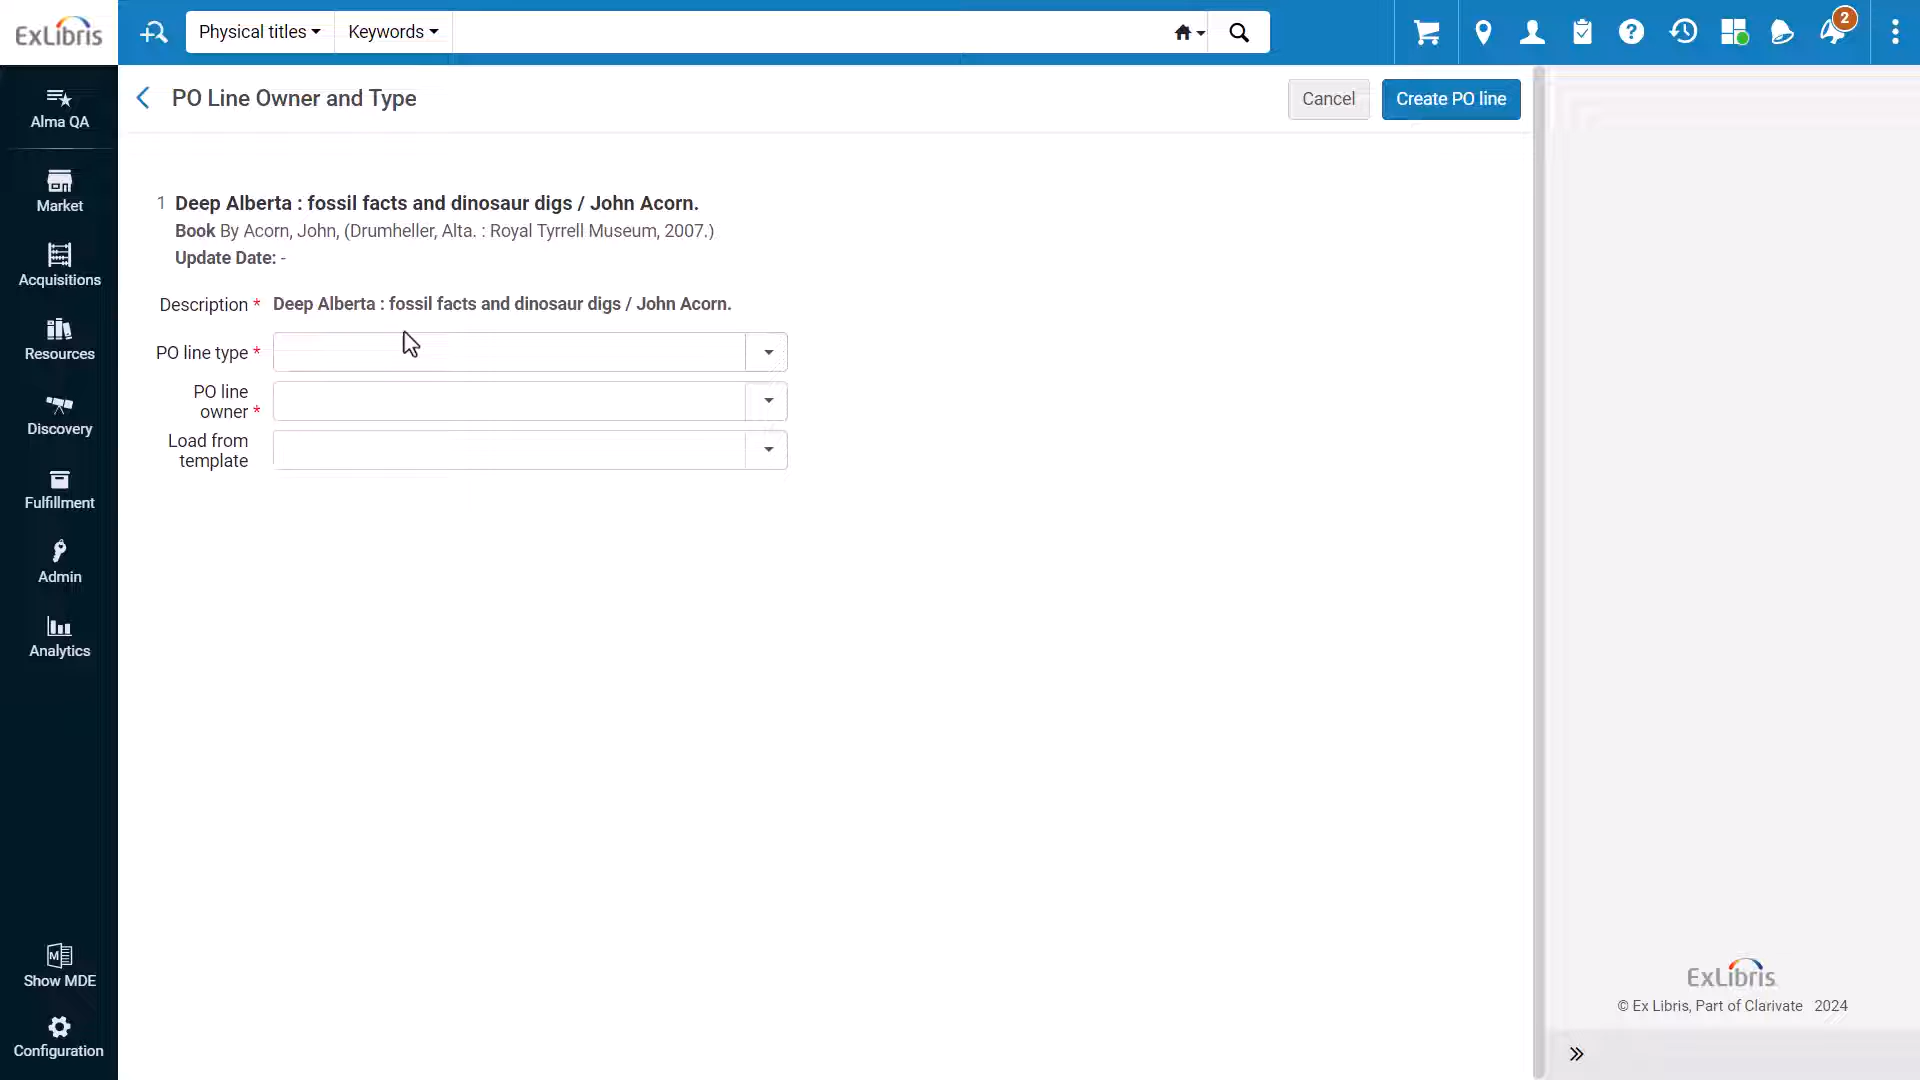 ExLibris
Physical titles
Keywords
2
Alma QA
PO Line Owner and Type
Cancel
Create PO line
Market
1 Deep Alberta : fossil facts and dinosaur digs / John Acorn.
Book By Acorn, John, (Drumheller, Alta. : Royal Tyrrell Museum, 2007.)
Update Date: -
Acquisitions
Description * Deep Alberta : fossil facts and dinosaur digs / John Acorn.
Resources
PO line type *
PO line
owner *
Discovery
Load from
template
Fulfillment
Admin
Analytics
Show MDE
Configuration
ExLibris
© Ex Libris, Part of Clarivate 2024